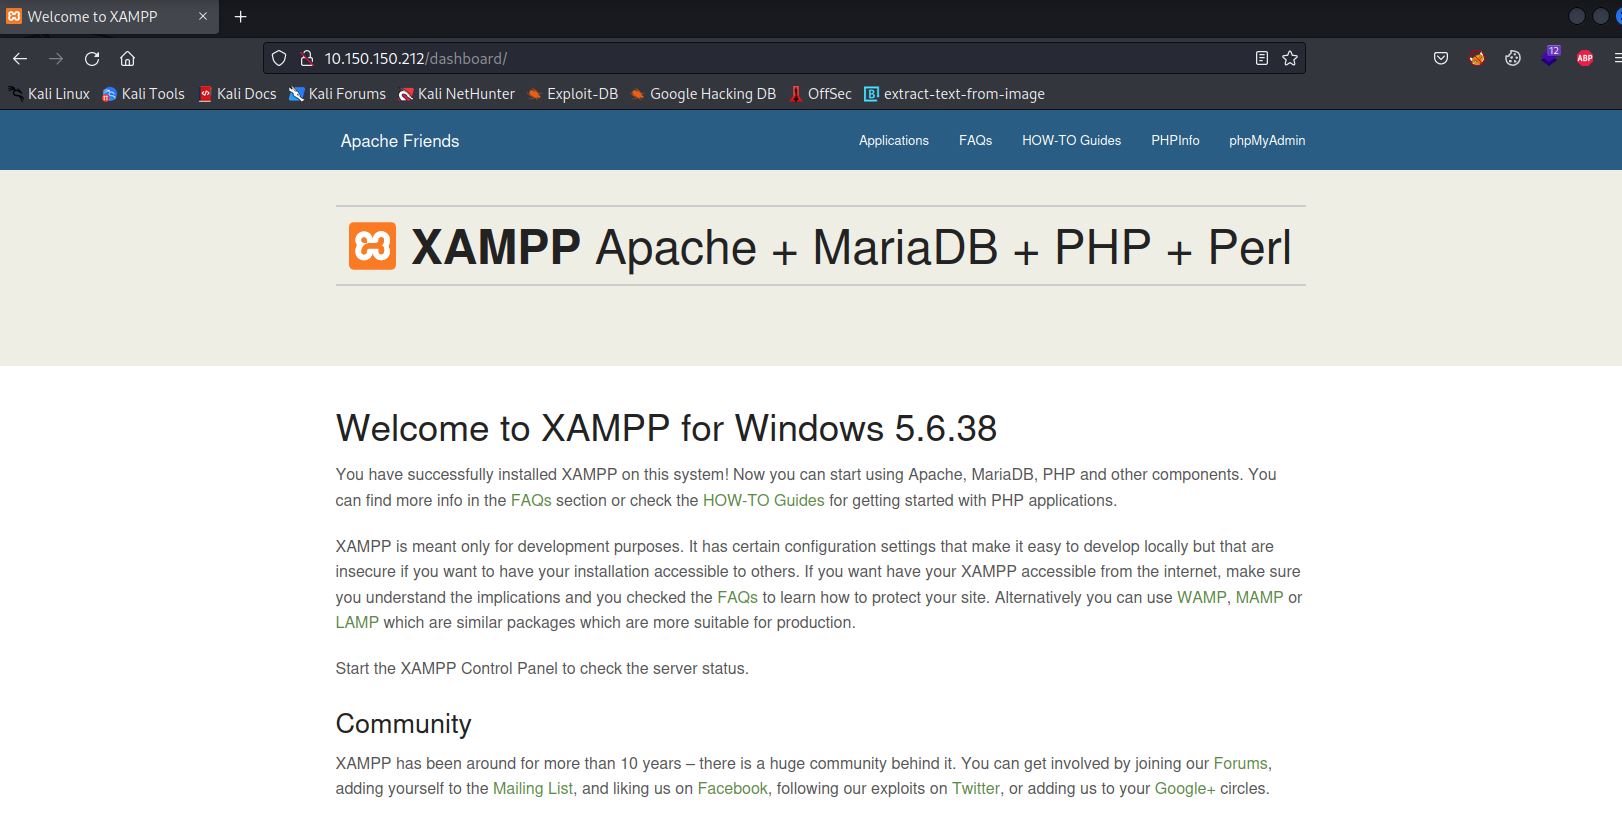 Welcome to XAMPP
10.150.150.212/dashboard/
12
ABP
Kali Linux Kali Tools Kali Docs Kali Forums Kali NetHunter Exploit-DB Google Hacking DB OffSec extract-text-from-image
Apache Friends Applications FAQs HOW-TO Guides PHPInfo phpMyAdmin
XAMPP Apache + MariaDB + PHP + Perl
Welcome to XAMPP for Windows 5.6.38
You have successfully installed XAMPP on this system! Now you can start using Apache, MariaDB, PHP and other components. You
can find more info in the FAQs section or check the HOW-TO Guides for getting started with PHP applications.
XAMPP is meant only for development purposes. It has certain configuration settings that make it easy to develop locally but that are
insecure if you want to have your installation accessible to others. If you want have your XAMPP accessible from the internet, make sure
you understand the implications and you checked the FAQs to learn how to protect your site. Alternatively you can use WAMP, MAMP or
LAMP which are similar packages which are more suitable for production.
Start the XAMPP Control Panel to check the server status.
Community
XAMPP has been around for more than 10 years – there is a huge community behind it. You can get involved by joining our Forums,
adding yourself to the Mailing List, and liking us on Facebook, following our exploits on Twitter, or adding us to your Google+ circles.